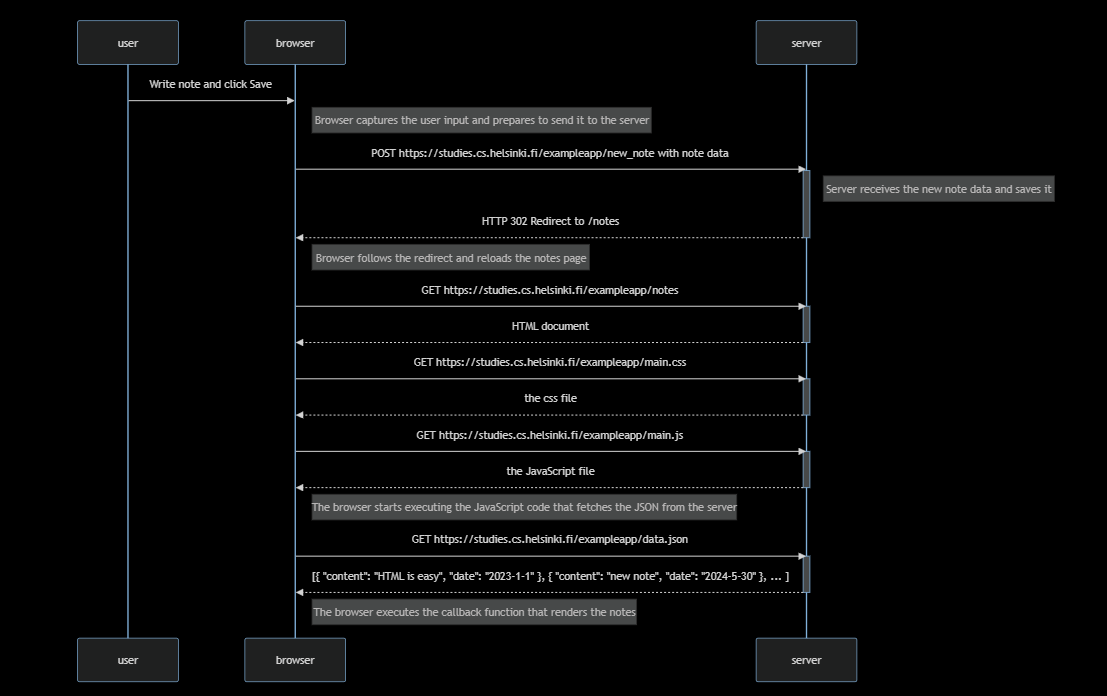 user
browser
server
Write note and click Save
Browser captures the user input and prepares to send it to the server
POST https://studies.cs.helsinki.fi/exampleapp/new_note with note data
Server receives the new note data and saves it
HTTP 302 Redirect to /notes
Browser follows the redirect and reloads the notes page
GET https://studies.cs.helsinki.fi/exampleapp/notes
HTML document
GET https://studies.cs.helsinki.fi/exampleapp/main.css
the css file
GET https://studies.cs.helsinki.fi/exampleapp/main.js
the JavaScript file
The browser starts executing the JavaScript code that fetches the JSON from the server
GET https://studies.cs.helsinki.fi/exampleapp/data.json
[{ "content": "HTML is easy", "date": "2023-1-1" }, { "content": "new note", "date": "2024-5-30" }, ... ]
The browser executes the callback function that renders the notes
user
browser
server